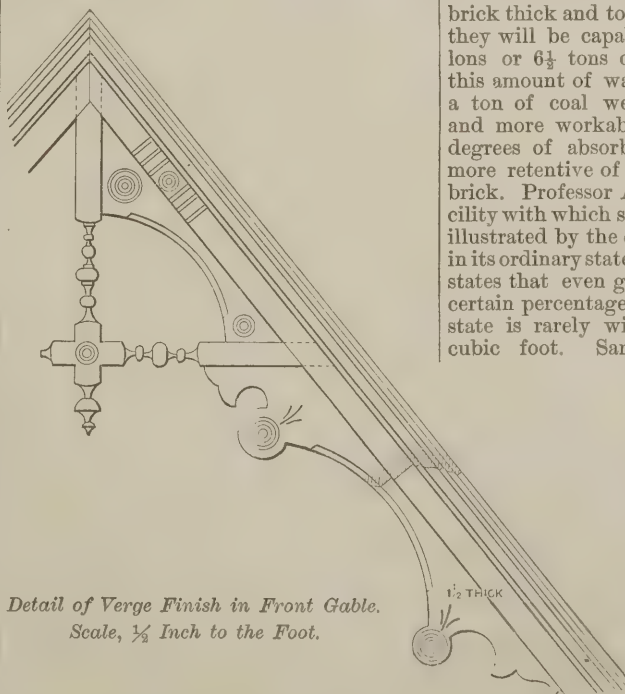 brick thick and to
they will be capa
lons or 6½ tons o
this amount of wa
a ton of coal we
and more workab
degrees of absorb
more retentive of
brick. Professor
cility with which s
illustrated by the
in its ordinary state
states that even g
certain percentage
state is rarely wi
cubic foot. Sar
1½ THICK
Detail of Verge Finish in Front Gable.
Scale, ½ Inch to the Foot.